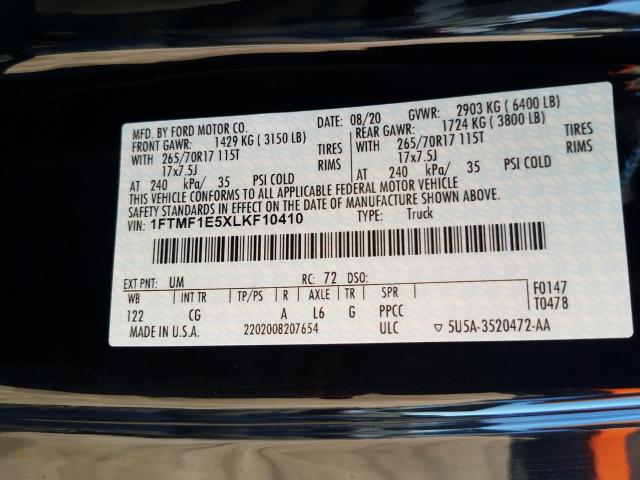 MFD. BY FORD MOTOR CO. DATE: 08/20 GVWR: 2903 KG ( 6400 LB)
FRONT GAWR: 1429 KG ( 3150 LB) REAR GAWR: 1724 KG ( 3800 LB)
WITH 265/70R17 115T TIRES WITH 265/70R17 115T TIRES
17x7.5J RIMS 17x7.5J RIMS
AT 240 kPa/ 35 PSI COLD AT 240 kPa/ 35 PSI COLD
THIS VEHICLE CONFORMS TO ALL APPLICABLE FEDERAL MOTOR VEHICLE
SAFETY STANDARDS IN EFFECT ON THE DATE OF MANUFACTURE SHOWN ABOVE.
VIN: 1FTMF1E5XLKF10410 TYPE: Truck
EXT PNT: UM RC: 72 DSO:
WB INT TR TP/PS R AXLE TR SPR F0147
122 CG A L6 G PPCC T0478
MADE IN U.S.A. 2202008207654 ULC ▽ 5U5A-3520472-AA